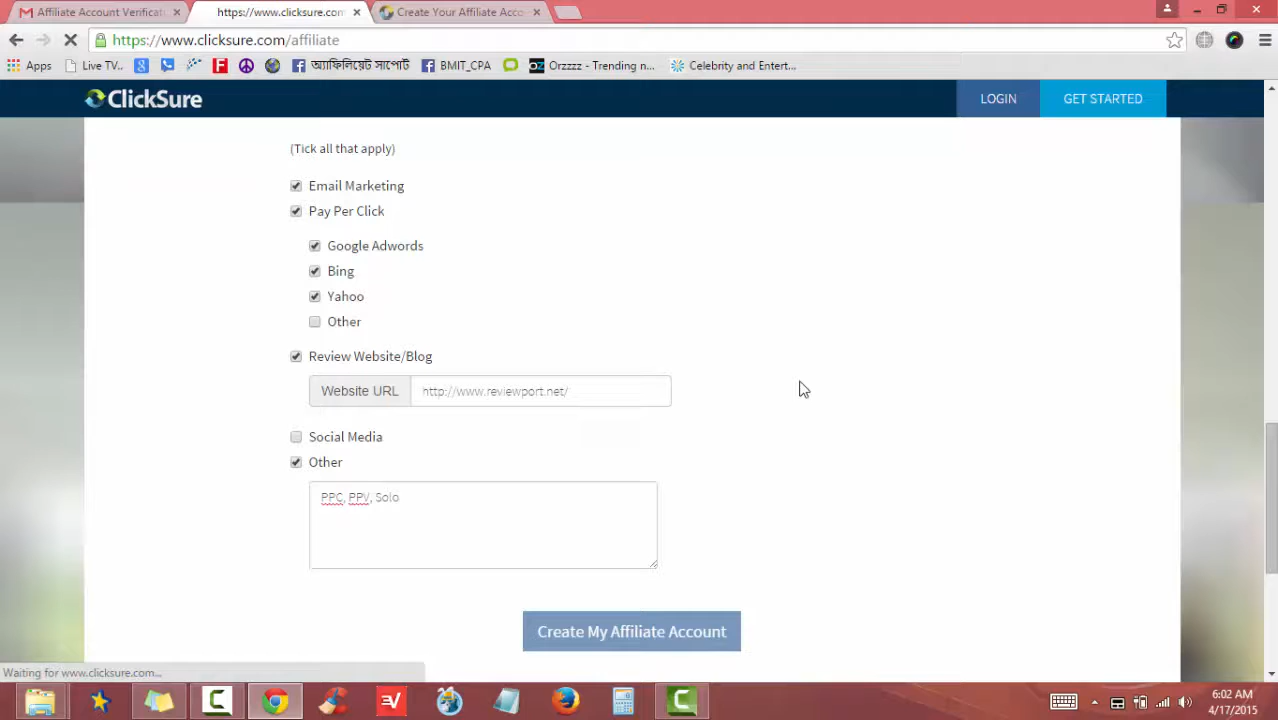 Affiliate Account Verificati
https://www.clicksure.com
Create Your Affiliate Acco
https://www.clicksure.com/affiliate
Apps
Live TV..
আফিলিয়েট সাপোর্ট
BMIT_CPA
Orzzzz - Trending n...
Celebrity and Entert...
ClickSure
LOGIN
GET STARTED
(Tick all that apply)
Email Marketing
Pay Per Click
Google Adwords
Bing
Yahoo
Other
Review Website/Blog
Website URL
http://www.reviewport.net/
Social Media
Other
PPC, PPV, Solo
Create My Affiliate Account
Waiting for www.clicksure.com...
6:02 AM
4/17/2015